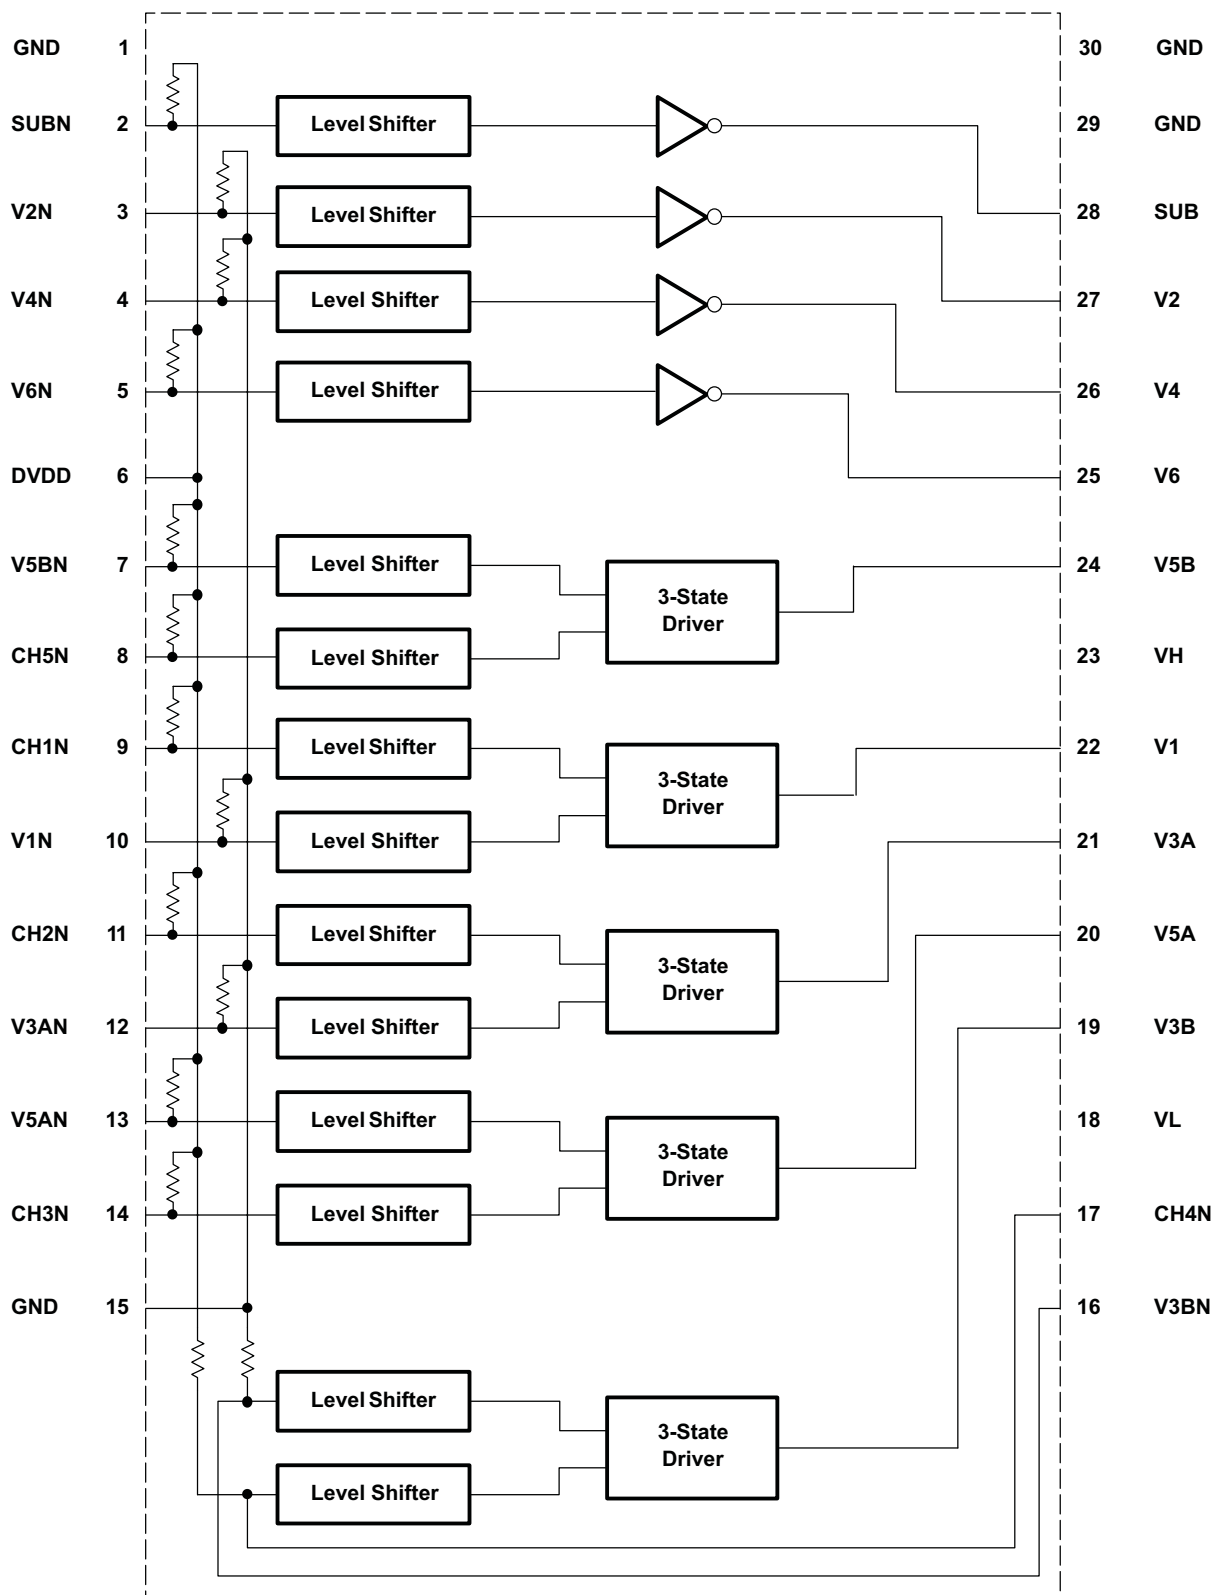 GND 1 30 GND
SUBN 2 Level Shifter 29 GND
V2N 3 Level Shifter 28 SUB
V4N 4 Level Shifter 27 V2
V6N 5 Level Shifter 26 V4
DVDD 6 25 V6
V5BN 7 Level Shifter 24 V5B
3-State
Driver
CH5N 8 Level Shifter 23 VH
CH1N 9 Level Shifter 22 V1
3-State
Driver
V1N 10 Level Shifter 21 V3A
CH2N 11 Level Shifter 20 V5A
3-State
Driver
V3AN 12 Level Shifter 19 V3B
V5AN 13 Level Shifter 18 VL
3-State
Driver
CH3N 14 Level Shifter 17 CH4N
GND 15 16 V3BN
Level Shifter
3-State
Driver
Level Shifter